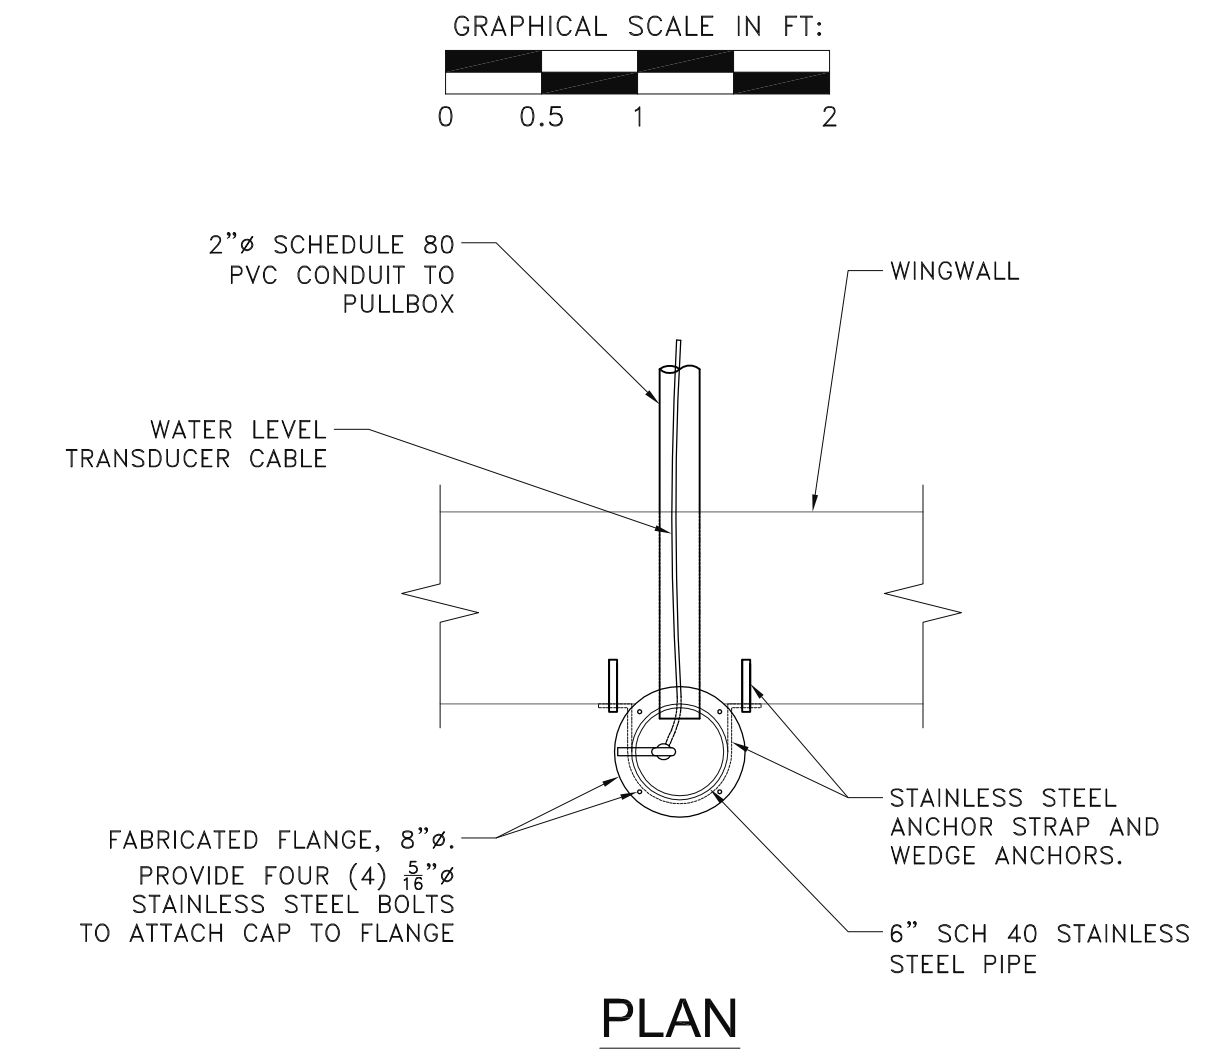 GRAPHICAL SCALE IN FT:
0 0.5 1 2
2"ø SCHEDULE 80
PVC CONDUIT TO
PULLBOX
WINGWALL
WATER LEVEL
TRANSDUCER CABLE
STAINLESS STEEL
ANCHOR STRAP AND
WEDGE ANCHORS.
FABRICATED FLANGE, 8"ø.
PROVIDE FOUR (4) 5/16"ø
STAINLESS STEEL BOLTS
TO ATTACH CAP TO FLANGE
6" SCH 40 STAINLESS
STEEL PIPE
PLAN